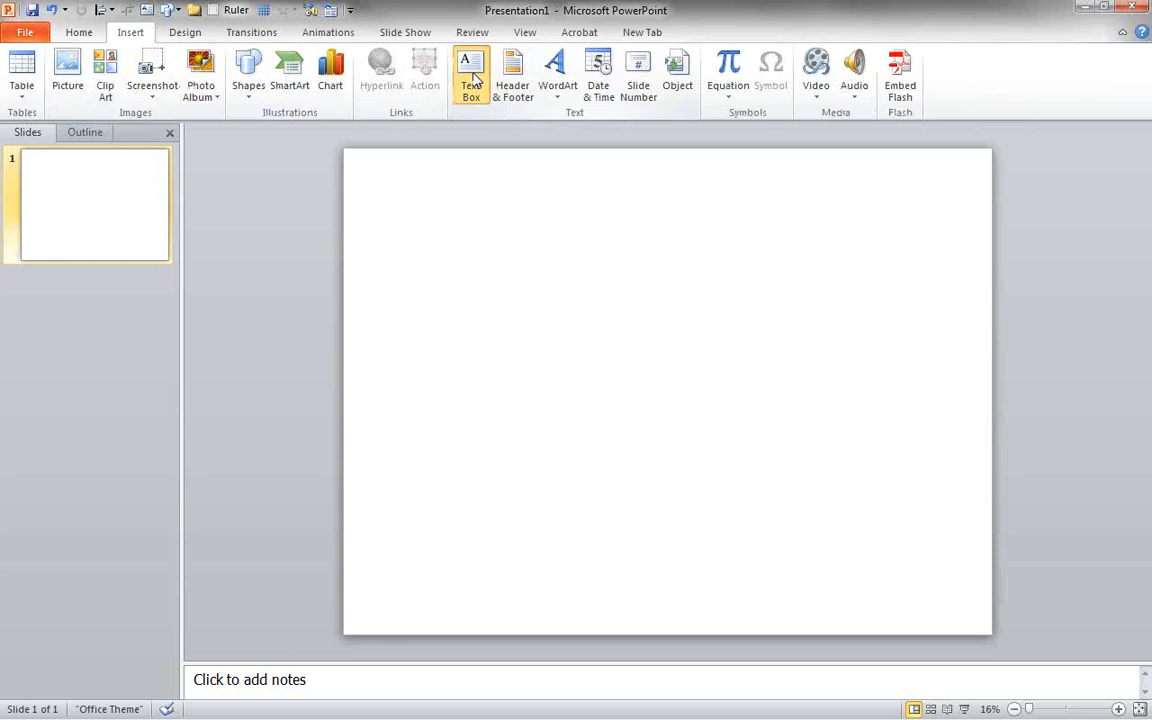 Ruler
Presentation1 - Microsoft PowerPoint
File Home Insert Design Transitions Animations Slide Show Review View Acrobat New Tab
Table
Picture
Clip
Art
Screenshot
Photo
Album
Shapes
SmartArt
Chart
Hyperlink
Action
Text
Box
Header
& Footer
WordArt
Date
& Time
Slide
Number
Object
Equation
Symbol
Video
Audio
Embed
Flash
Tables
Images
Illustrations
Links
Text
Symbols
Media
Flash
Slides
Outline
1
Click to add notes
Slide 1 of 1
"Office Theme"
16%